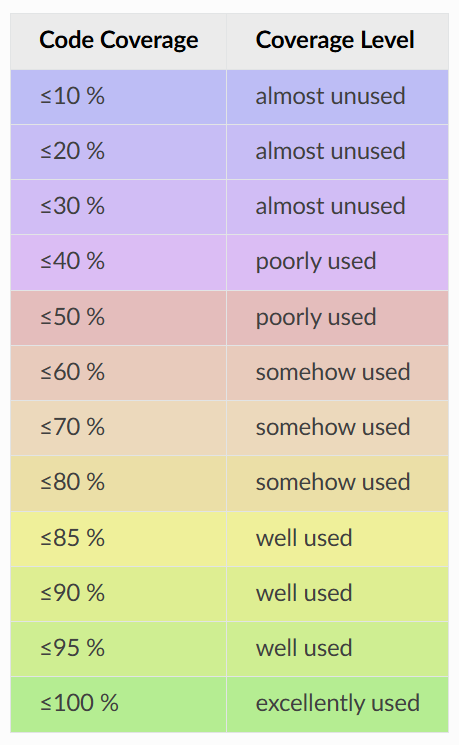 Code Coverage Coverage Level
≤10 % almost unused
≤20 % almost unused
≤30 % almost unused
≤40 % poorly used
≤50 % poorly used
≤60 % somehow used
≤70 % somehow used
≤80 % somehow used
≤85 % well used
≤90 % well used
≤95 % well used
≤100 % excellently used